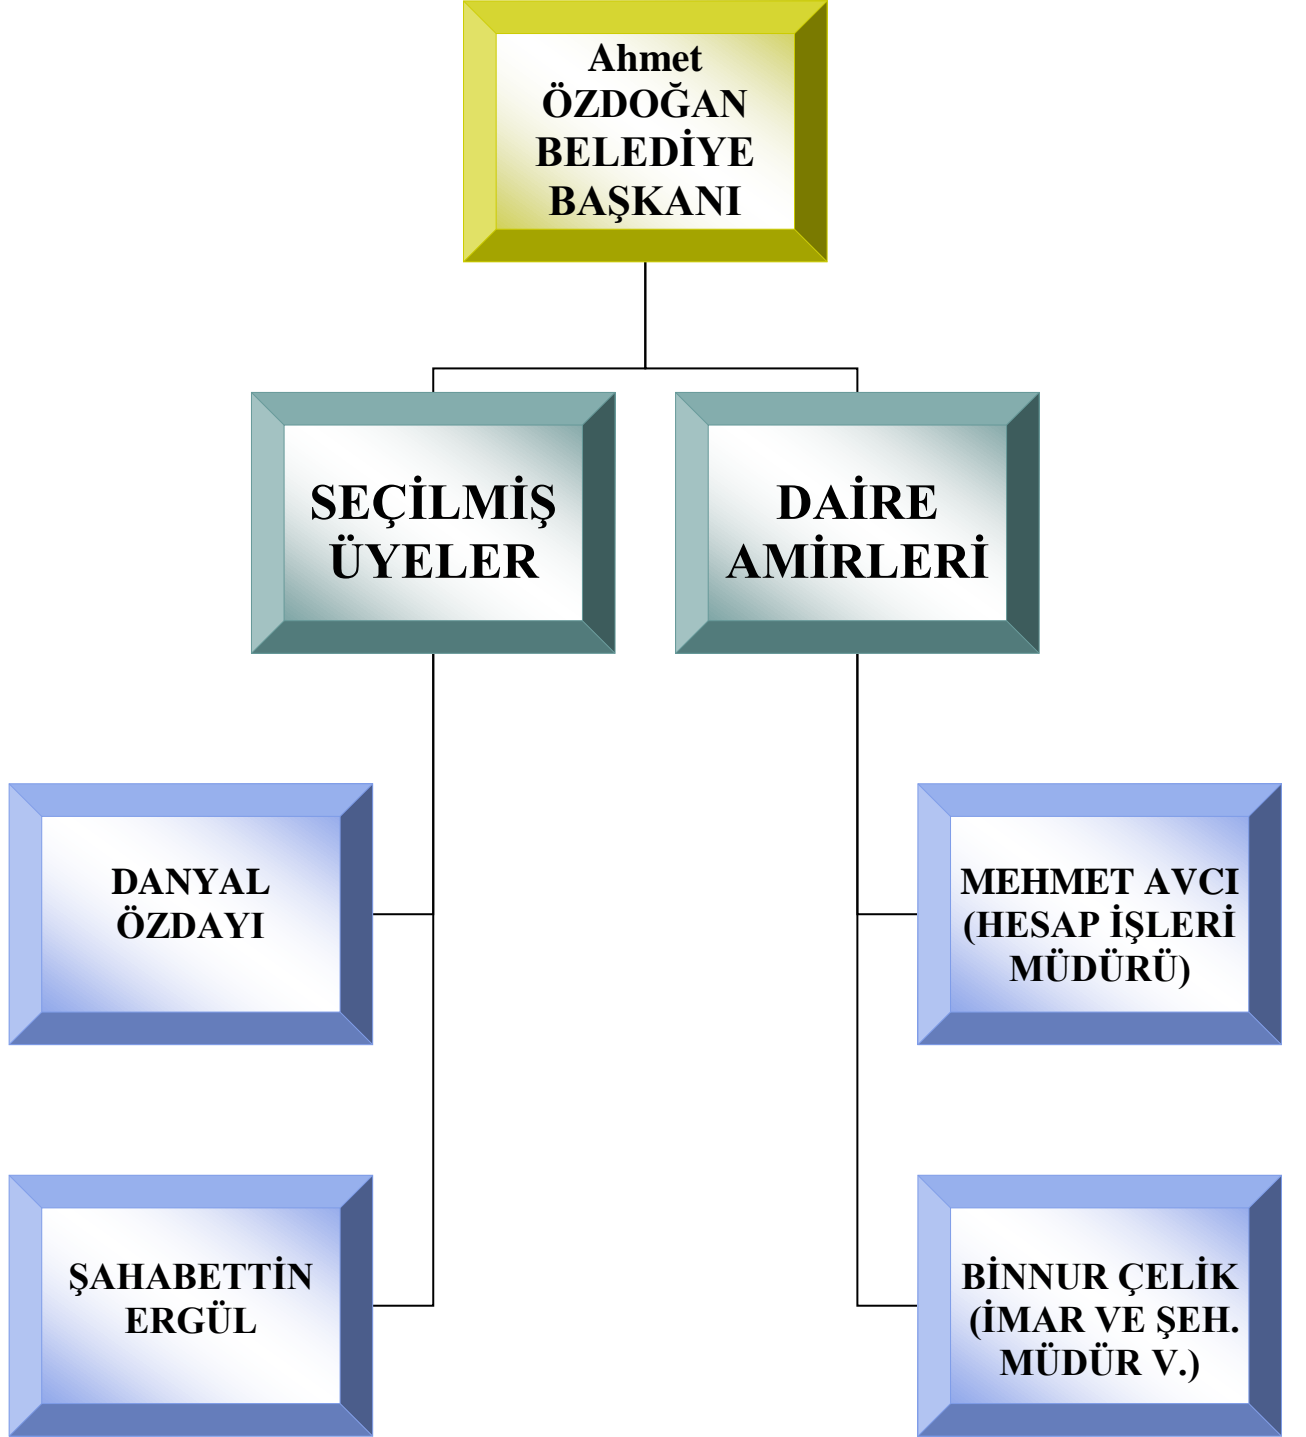 Ahmet
ÖZDOĞAN
BELEDİYE
BAŞKANI
SEÇİLMİŞ
ÜYELER
DAİRE
AMİRLERİ
DANYAL
ÖZDAYI
MEHMET AVCI
(HESAP İŞLERİ
MÜDÜRÜ)
ŞAHABETTİN
ERGÜL
BİNNUR ÇELİK
(İMAR VE ŞEH.
MÜDÜR V.)